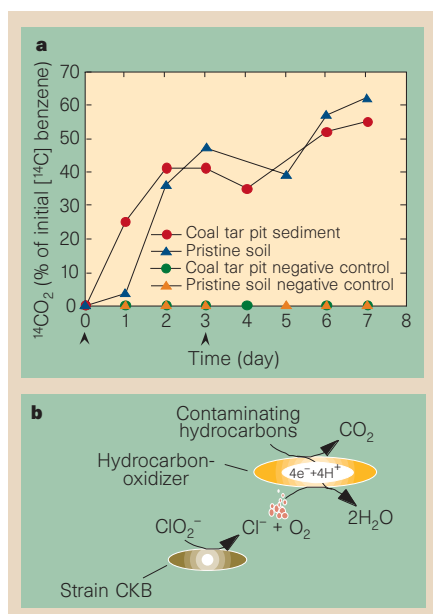 a
¹⁴CO₂ (% of initial [¹⁴C] benzene)
70
60
50
40
30
20
10
0
Coal tar pit sediment
Pristine soil
Coal tar pit negative control
Pristine soil negative control
0 1 2 3 4 5 6 7 8
Time (day)
b
Contaminating
hydrocarbons
CO₂
Hydrocarbon-
oxidizer
4e⁻+4H⁺
2H₂O
ClO₂⁻
Cl⁻ + O₂
Strain CKB